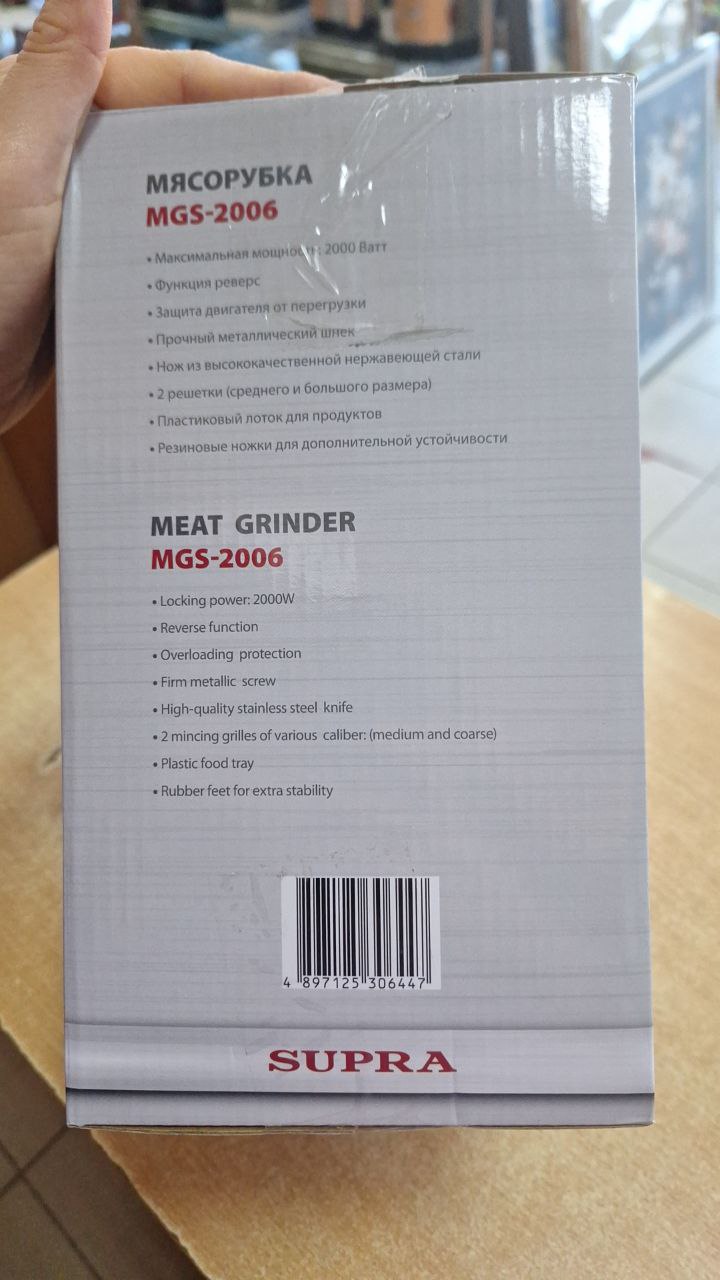 МЯСОРУБКА
MGS-2006
• Максимальная мощность: 2000 Ватт
• Функция реверс
• Защита двигателя от перегрузки
• Прочный металлический шнек
• Нож из высококачественной нержавеющей стали
• 2 решетки (среднего и большого размера)
• Пластиковый лоток для продуктов
• Резиновые ножки для дополнительной устойчивости
MEAT GRINDER
MGS-2006
• Locking power: 2000W
• Reverse function
• Overloading protection
• Firm metallic screw
• High-quality stainless steel knife
• 2 mincing grilles of various caliber: (medium and coarse)
• Plastic food tray
• Rubber feet for extra stability
4 897125 306447
SUPRA